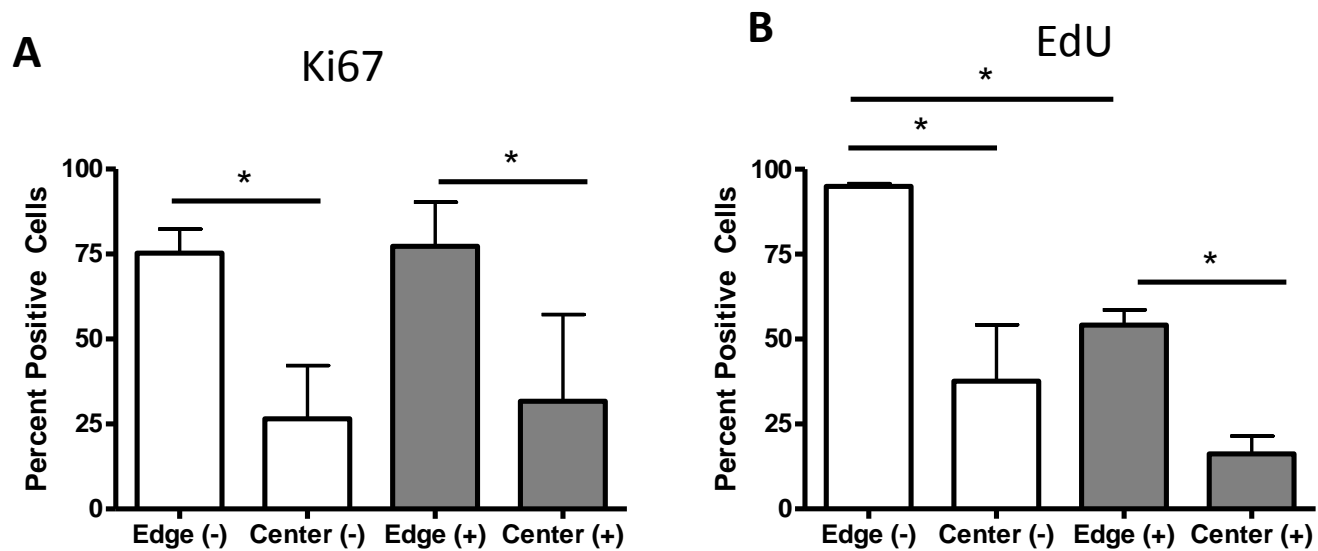 A
Ki67
*
*
Percent Positive Cells
100
75
50
25
0
Edge (-) Center (-) Edge (+) Center (+)
B
EdU
*
*
*
Percent Positive Cells
100
75
50
25
0
Edge (-) Center (-) Edge (+) Center (+)